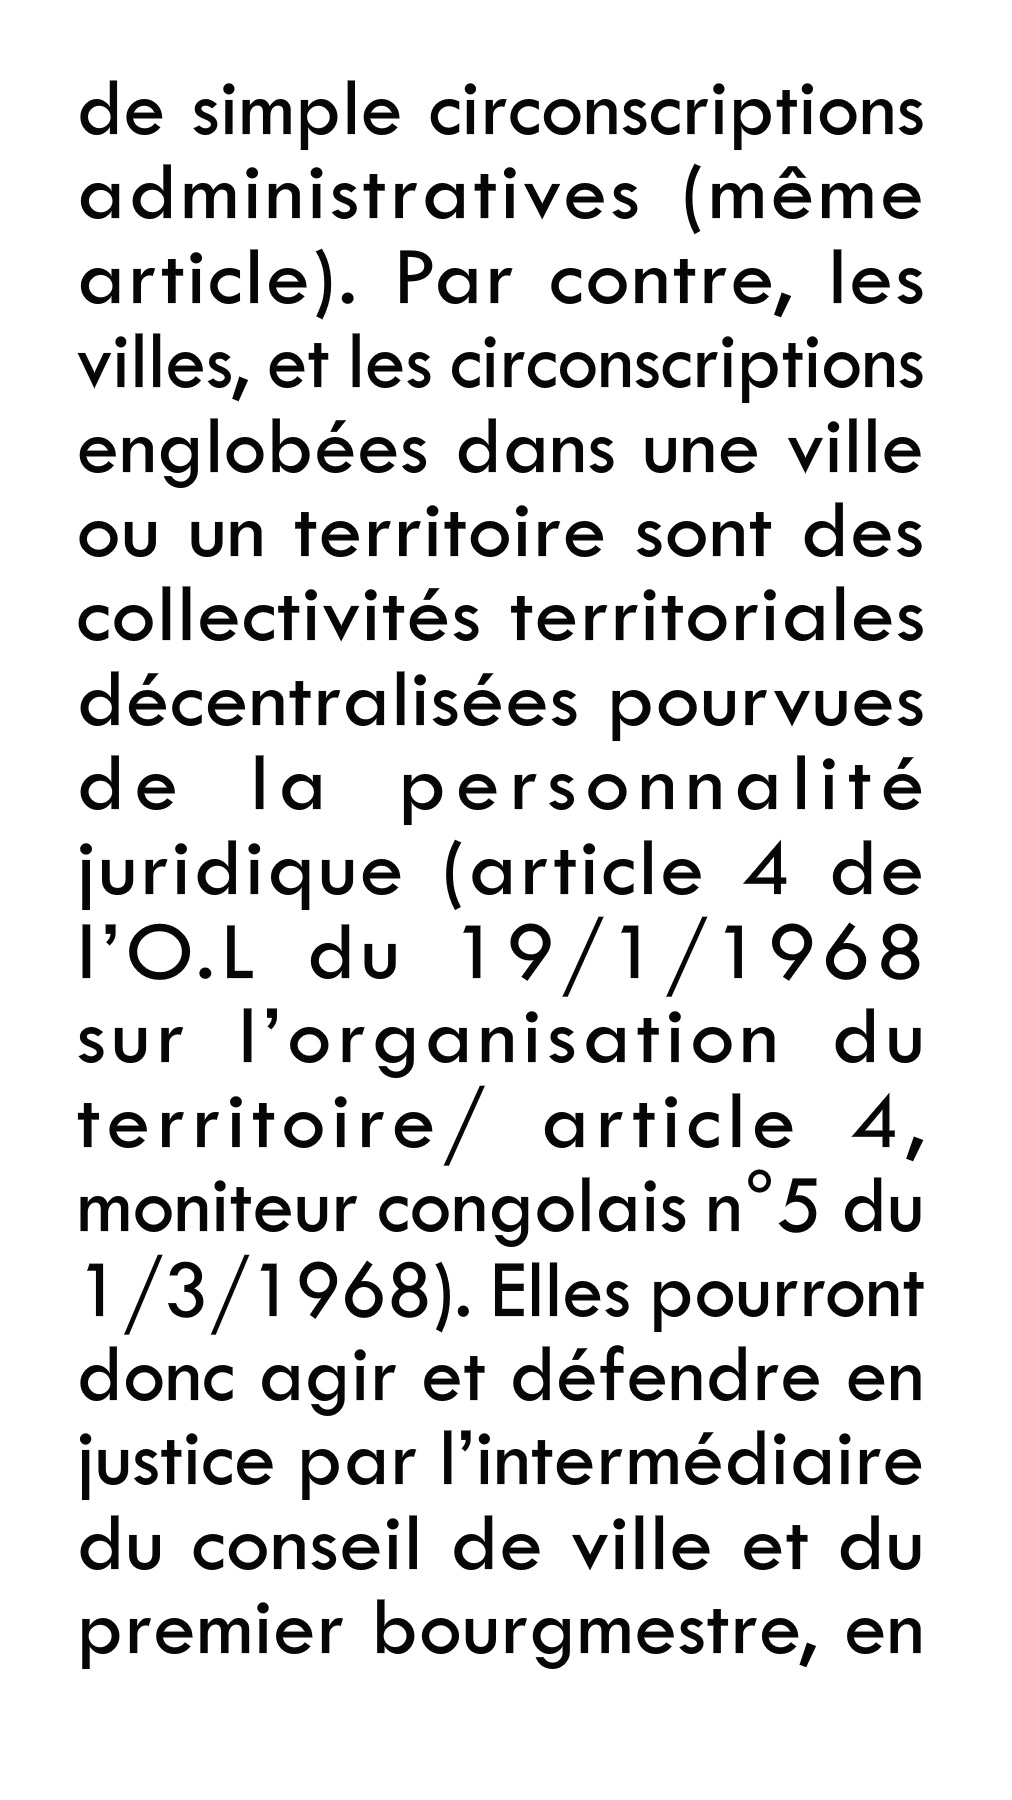 de simple circonscriptions
administratives (même
article). Par contre, les
villes, et les circonscriptions
englobées dans une ville
ou un territoire sont des
collectivités territoriales
décentralisées pourvues
de la personnalité
juridique (article 4 de
l’O.L du 19/1/1968
sur l’organisation du
territoire/ article 4,
moniteur congolais n°5 du
1/3/1968). Elles pourront
donc agir et défendre en
justice par l’intermédiaire
du conseil de ville et du
premier bourgmestre, en